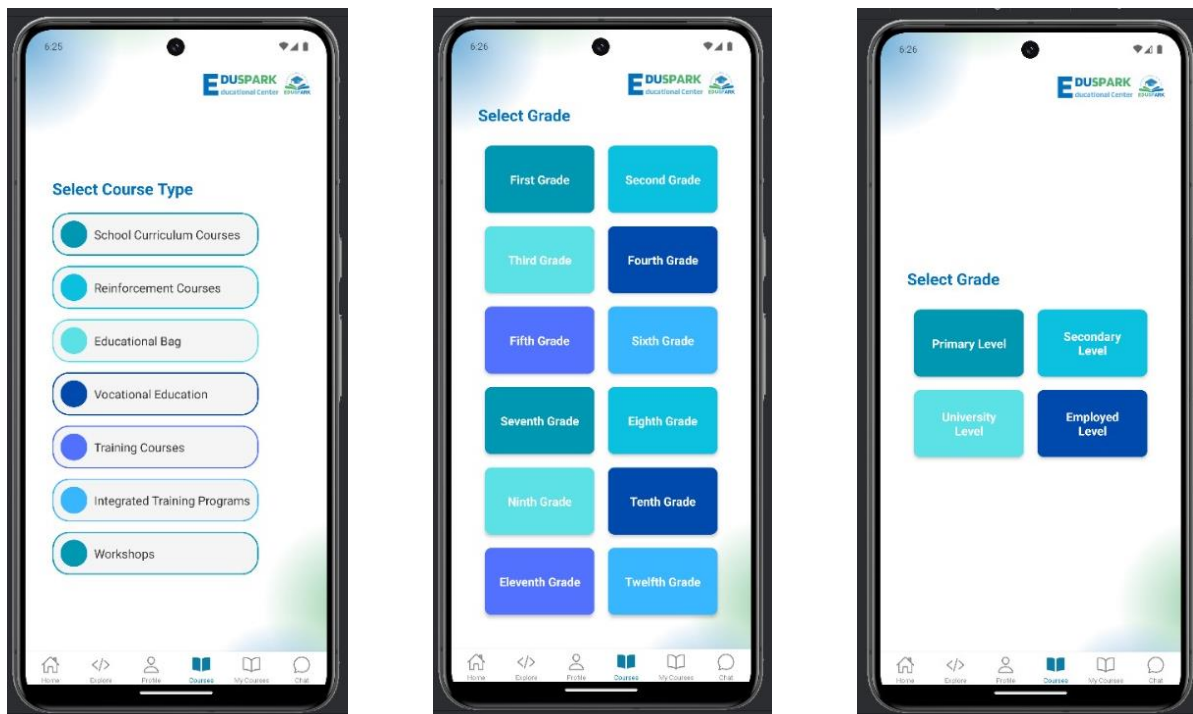 6:25
EDUSPARK
Educational Center
EDUSPARK
Select Course Type
School Curriculum Courses
Reinforcement Courses
Educational Bag
Vocational Education
Training Courses
Integrated Training Programs
Workshops
Home
Explore
Profile
Courses
My Courses
Chat
6:26
EDUSPARK
Educational Center
EDUSPARK
Select Grade
First Grade
Second Grade
Third Grade
Fourth Grade
Fifth Grade
Sixth Grade
Seventh Grade
Eighth Grade
Ninth Grade
Tenth Grade
Eleventh Grade
Twelfth Grade
Home
Explore
Profile
Courses
My Courses
Chat
6:26
EDUSPARK
Educational Center
EDUSPARK
Select Grade
Primary Level
Secondary
Level
University
Level
Employed
Level
Home
Explore
Profile
Courses
My Courses
Chat